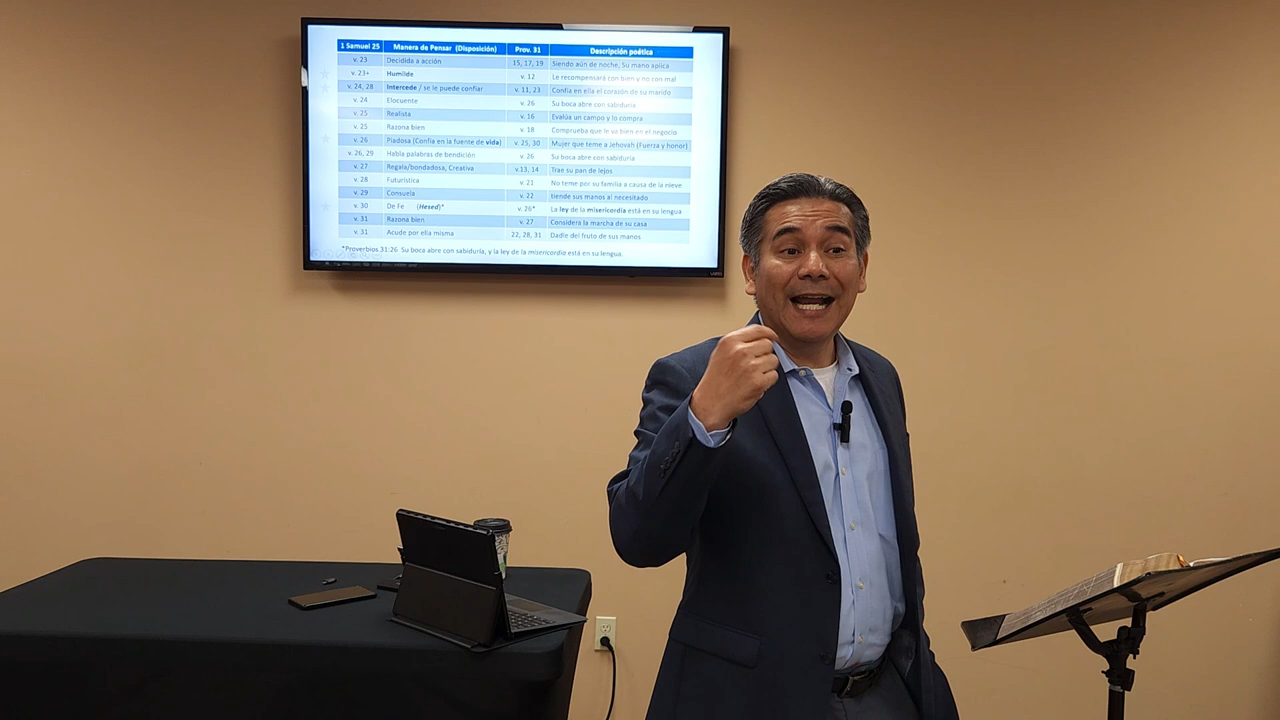 1 Samuel 25 Manera de Pensar (Disposición) Prov. 31 Descripción poética
v. 23 Decidida a acción 15, 17, 19 Siendo aún de noche, Su mano aplica
v. 23+ Humilde v. 12 Le recompensará con bien y no con mal
v. 24, 28 Intercede / se le puede confiar v. 11, 23 Confía en ella el corazón de su marido
v. 24 Elocuente v. 26 Su boca abre con sabiduría
v. 25 Realista v. 16 Evalúa un campo y lo compra
v. 25 Razona bien v. 18 Comprueba que le va bien en el negocio
v. 26 Piadosa (Confía en la fuente de vida) v. 25, 30 Mujer que teme a Jehovah (Fuerza y honor)
v. 26, 29 Habla palabras de bendición v. 26 Su boca abre con sabiduría
v. 27 Regala/bondadosa, Creativa v.13, 14 Trae su pan de lejos
v. 28 Futurística v. 21 No teme por su familia a causa de la nieve
v. 29 Consuela v. 22 tiende sus manos al necesitado
v. 30 De Fe (Hesed)* v. 26* La ley de la misericordia está en su lengua
v. 31 Razona bien v. 27 Considera la marcha de su casa
v. 31 Acude por ella misma 22, 28, 31 Dadle del fruto de sus manos
*Proverbios 31:26 Su boca abre con sabiduría, y la ley de la misericordia está en su lengua.
VIZIO